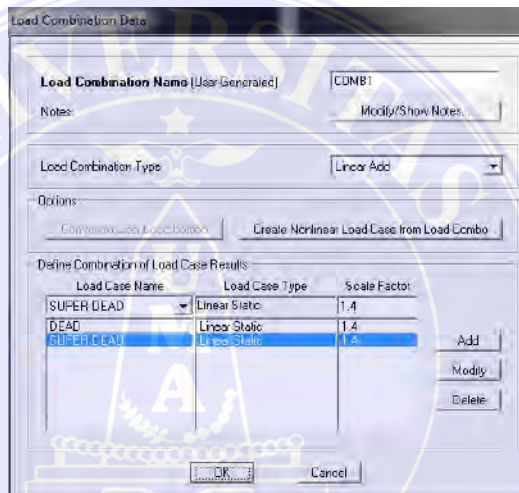 Load Combination Data
Load Combination Name (User-Generated)
COMB1
Notes:
Modify/Show Notes...
Load Combination Type
Linear Add
Options
Create Nonlinear Load Case from Load Combo
Define Combination of Load Case Results
Load Case Name Load Case Type Scale Factor
SUPER DEAD Linear Static 1.4
DEAD Linear Static 1.4
SUPER DEAD Linear Static 1.4
Add
Modify
Delete
OK Cancel
UNIVERSITAS
UMA